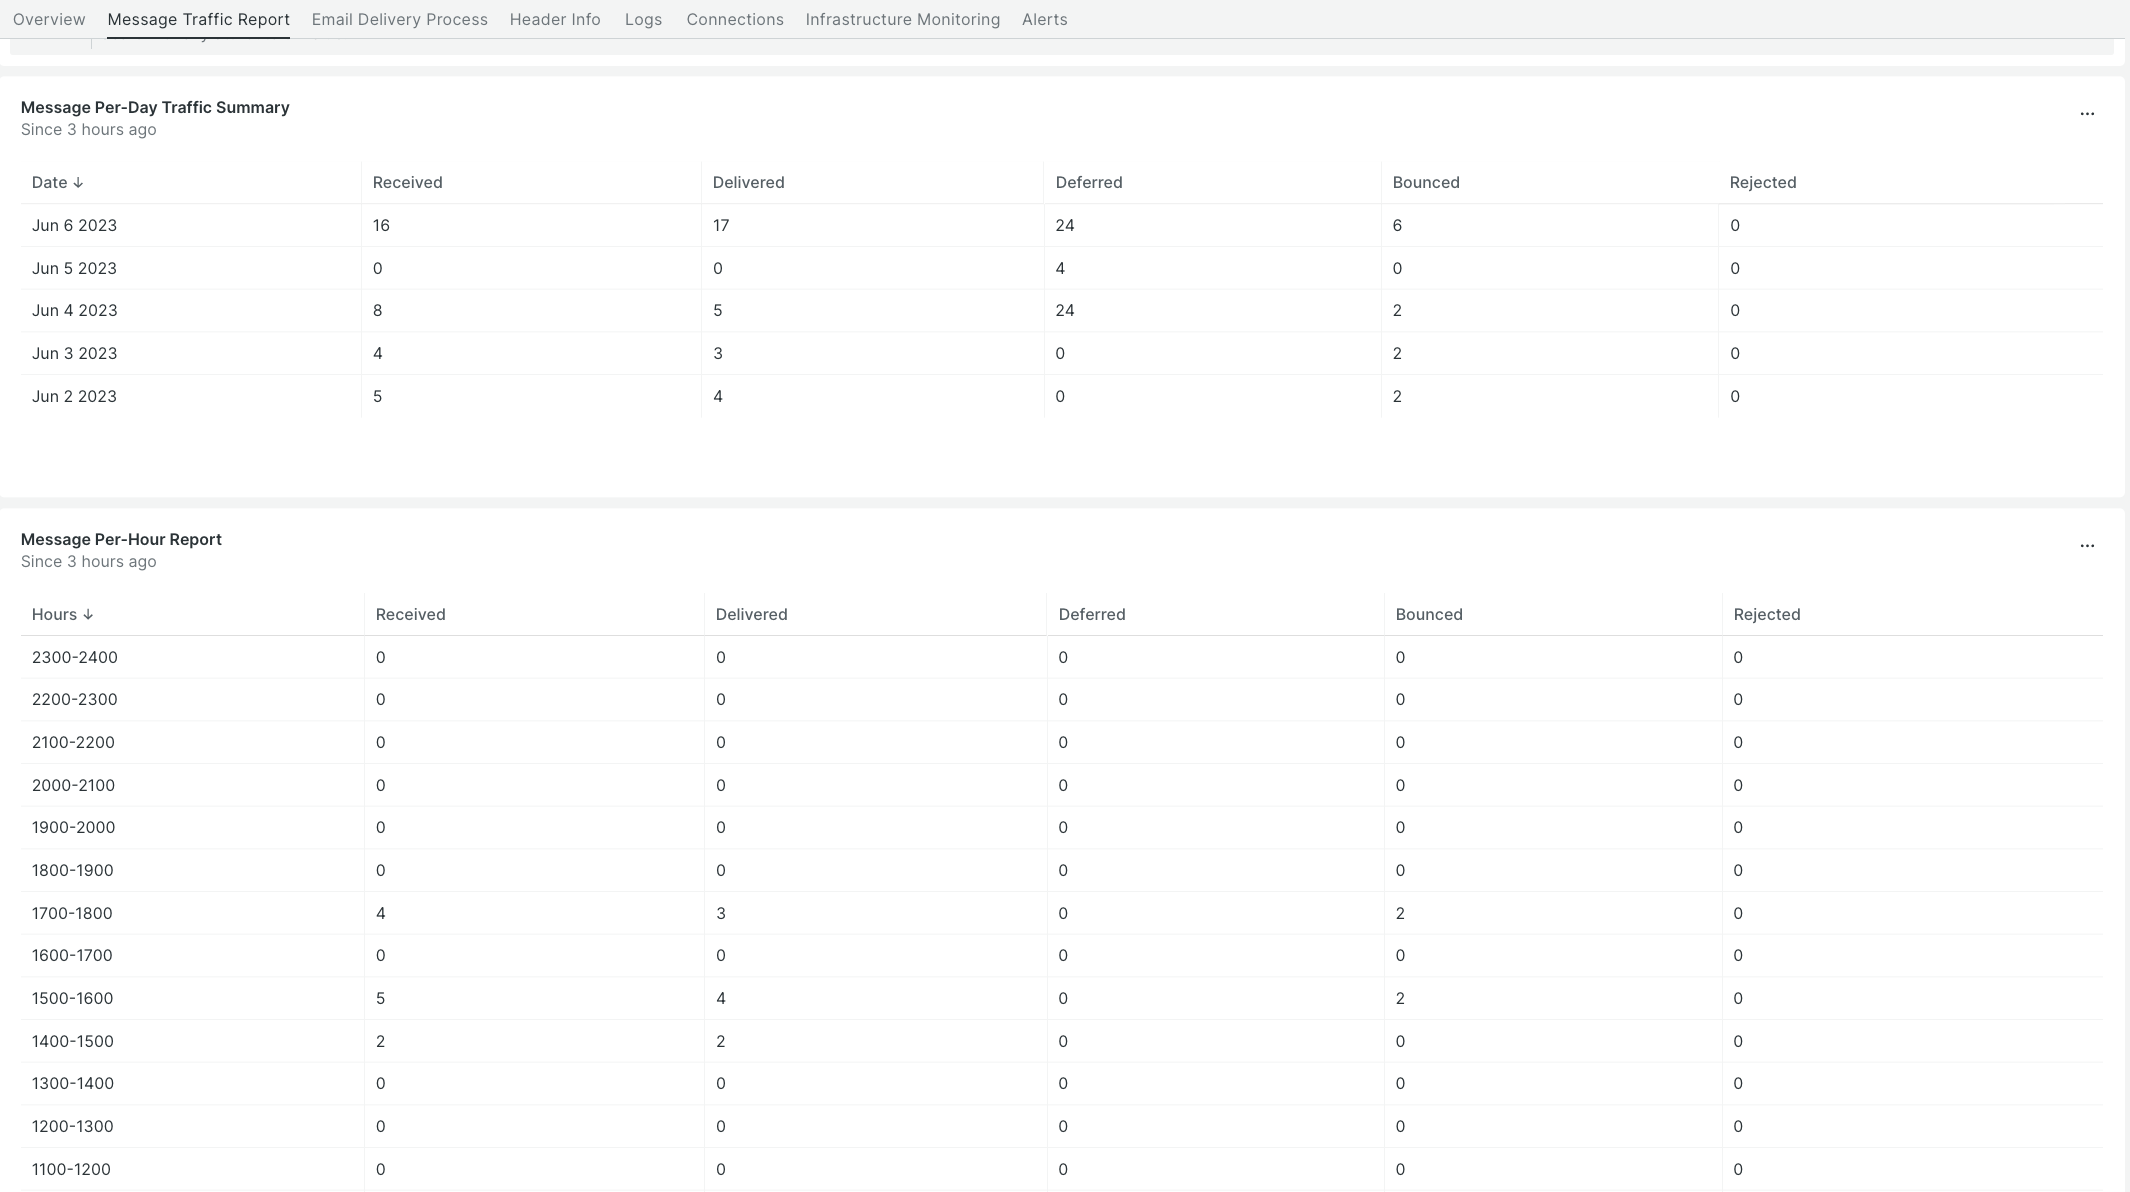 Overview Message Traffic Report Email Delivery Process Header Info Logs Connections Infrastructure Monitoring Alerts
Message Per-Day Traffic Summary
...
Since 3 hours ago
Date ↓ Received Delivered Deferred Bounced Rejected
Jun 6 2023 16 17 24 6 0
Jun 5 2023 0 0 4 0 0
Jun 4 2023 8 5 24 2 0
Jun 3 2023 4 3 0 2 0
Jun 2 2023 5 4 0 2 0
Message Per-Hour Report
...
Since 3 hours ago
Hours ↓ Received Delivered Deferred Bounced Rejected
2300-2400 0 0 0 0 0
2200-2300 0 0 0 0 0
2100-2200 0 0 0 0 0
2000-2100 0 0 0 0 0
1900-2000 0 0 0 0 0
1800-1900 0 0 0 0 0
1700-1800 4 3 0 2 0
1600-1700 0 0 0 0 0
1500-1600 5 4 0 2 0
1400-1500 2 2 0 0 0
1300-1400 0 0 0 0 0
1200-1300 0 0 0 0 0
1100-1200 0 0 0 0 0